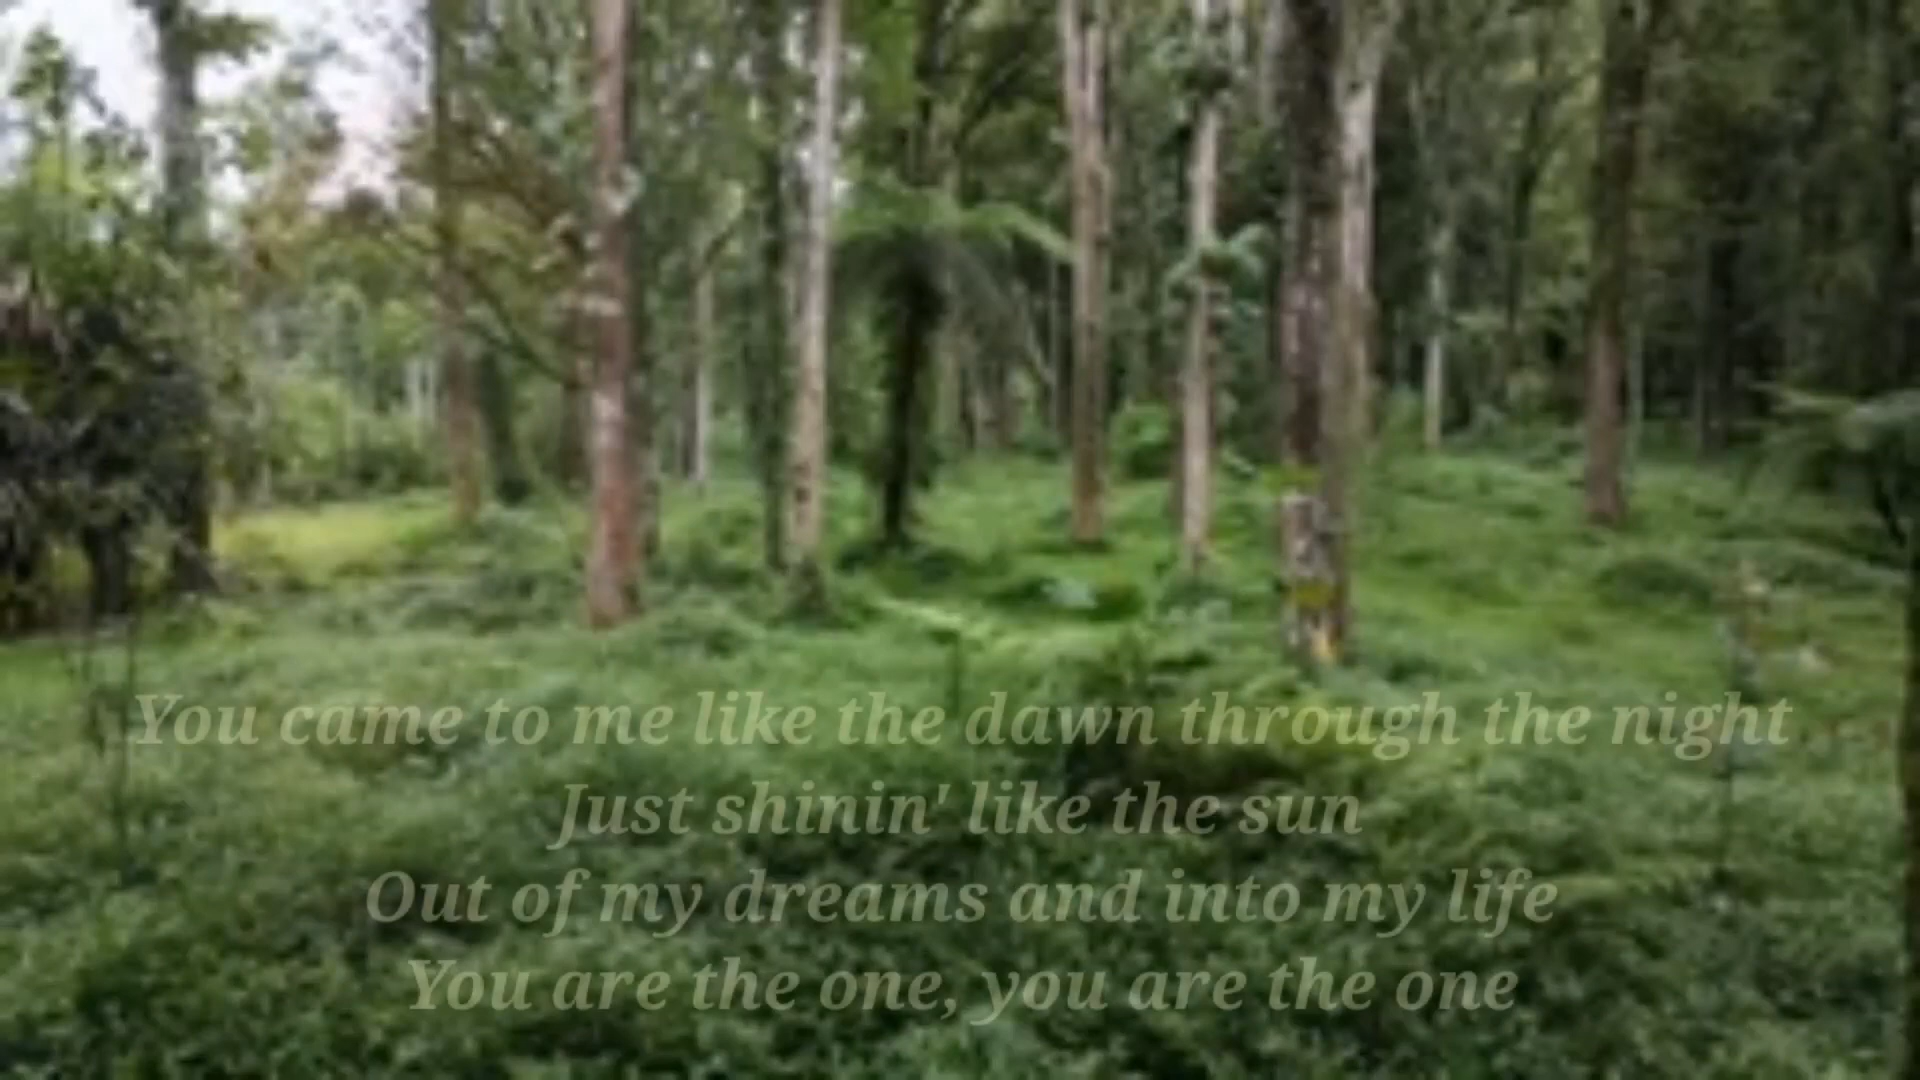 You came to me like the dawn through the night
Just shinin' like the sun
Out of my dreams and into my life
You are the one, you are the one